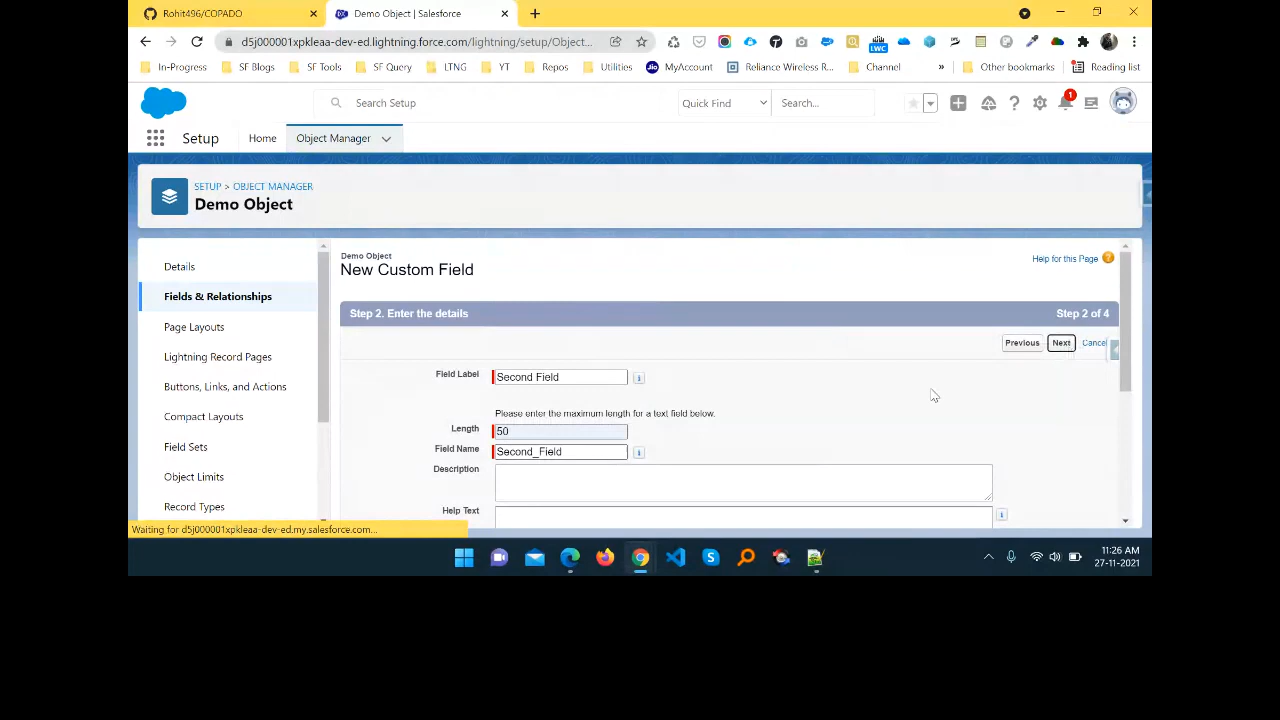 Rohit496/COPADO
Demo Object | Salesforce
d5j000001xpkleaa-dev-ed.lightning.force.com/lightning/setup/Object...
In-Progress SF Blogs SF Tools SF Query LTNG YT Repos Utilities MyAccount Reliance Wireless R... Channel » Other bookmarks Reading list
LWC
Search Setup Quick Find Search... 1
Setup Home Object Manager
SETUP > OBJECT MANAGER
Demo Object
Details
Fields & Relationships
Page Layouts
Lightning Record Pages
Buttons, Links, and Actions
Compact Layouts
Field Sets
Object Limits
Record Types
Demo Object
New Custom Field
Help for this Page
Step 2. Enter the details Step 2 of 4
Previous Next Cancel
Field Label Second Field
Please enter the maximum length for a text field below.
Length 50
Field Name Second_Field
Description
Help Text
Waiting for d5j000001xpkleaa-dev-ed.my.salesforce.com...
11:26 AM
27-11-2021